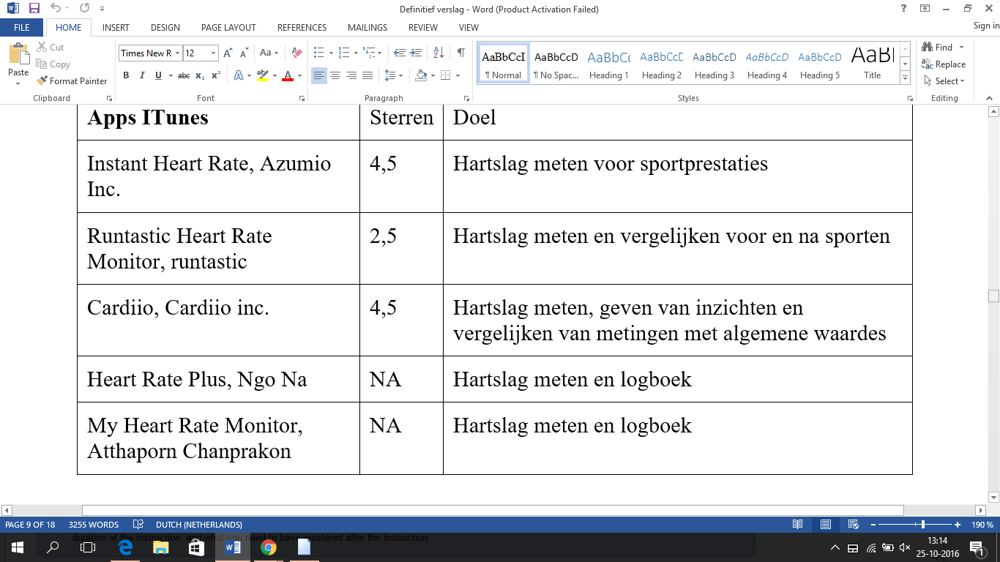 Definitief verslag - Word (Product Activation Failed)
FILE HOME INSERT DESIGN PAGE LAYOUT REFERENCES MAILINGS REVIEW VIEW Sign in
Paste
Cut
Copy
Format Painter
Clipboard
Times New R 12
Font
Paragraph
AaBbCcI AaBbCcD AaBbCc AaBbCcD AaBbCcD AaBbCcD AaBbCcD AaBI
¶ Normal ¶ No Spac... Heading 1 Heading 2 Heading 3 Heading 4 Heading 5 Title
Styles
Find
Replace
Select
Editing
Apps ITunes Sterren Doel
Instant Heart Rate, Azumio 4,5 Hartslag meten voor sportprestaties
Inc.
Runtastic Heart Rate 2,5 Hartslag meten en vergelijken voor en na sporten
Monitor, runtastic
Cardiio, Cardiio inc. 4,5 Hartslag meten, geven van inzichten en
vergelijken van metingen met algemene waardes
Heart Rate Plus, Ngo Na NA Hartslag meten en logboek
My Heart Rate Monitor, NA Hartslag meten en logboek
Atthaporn Chanprakon
PAGE 9 OF 18 3255 WORDS DUTCH (NETHERLANDS) 190 %
duration of the instruction, and what you need to have mastered after the instruction.
13:14
25-10-2016
1